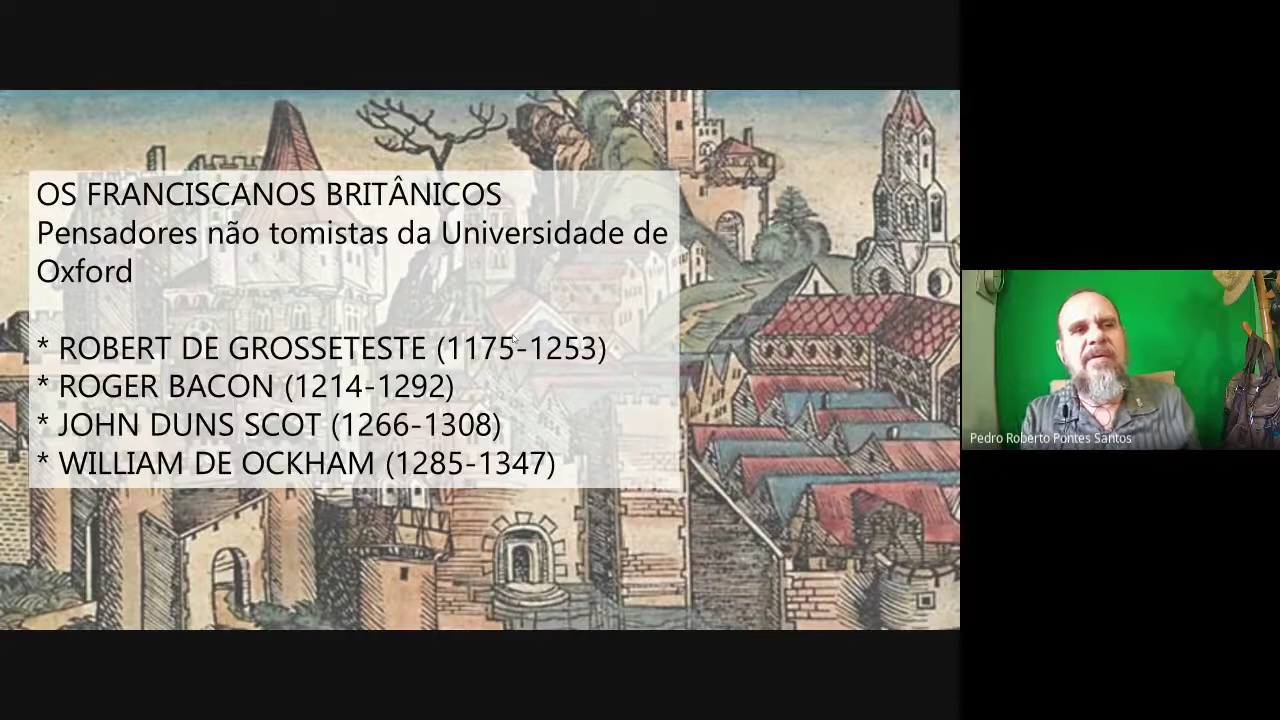 OS FRANCISCANOS BRITÂNICOS
Pensadores não tomistas da Universidade de
Oxford
* ROBERT DE GROSSETESTE (1175-1253)
* ROGER BACON (1214-1292)
* JOHN DUNS SCOT (1266-1308)
* WILLIAM DE OCKHAM (1285-1347)
Pedro Roberto Pontes Santos